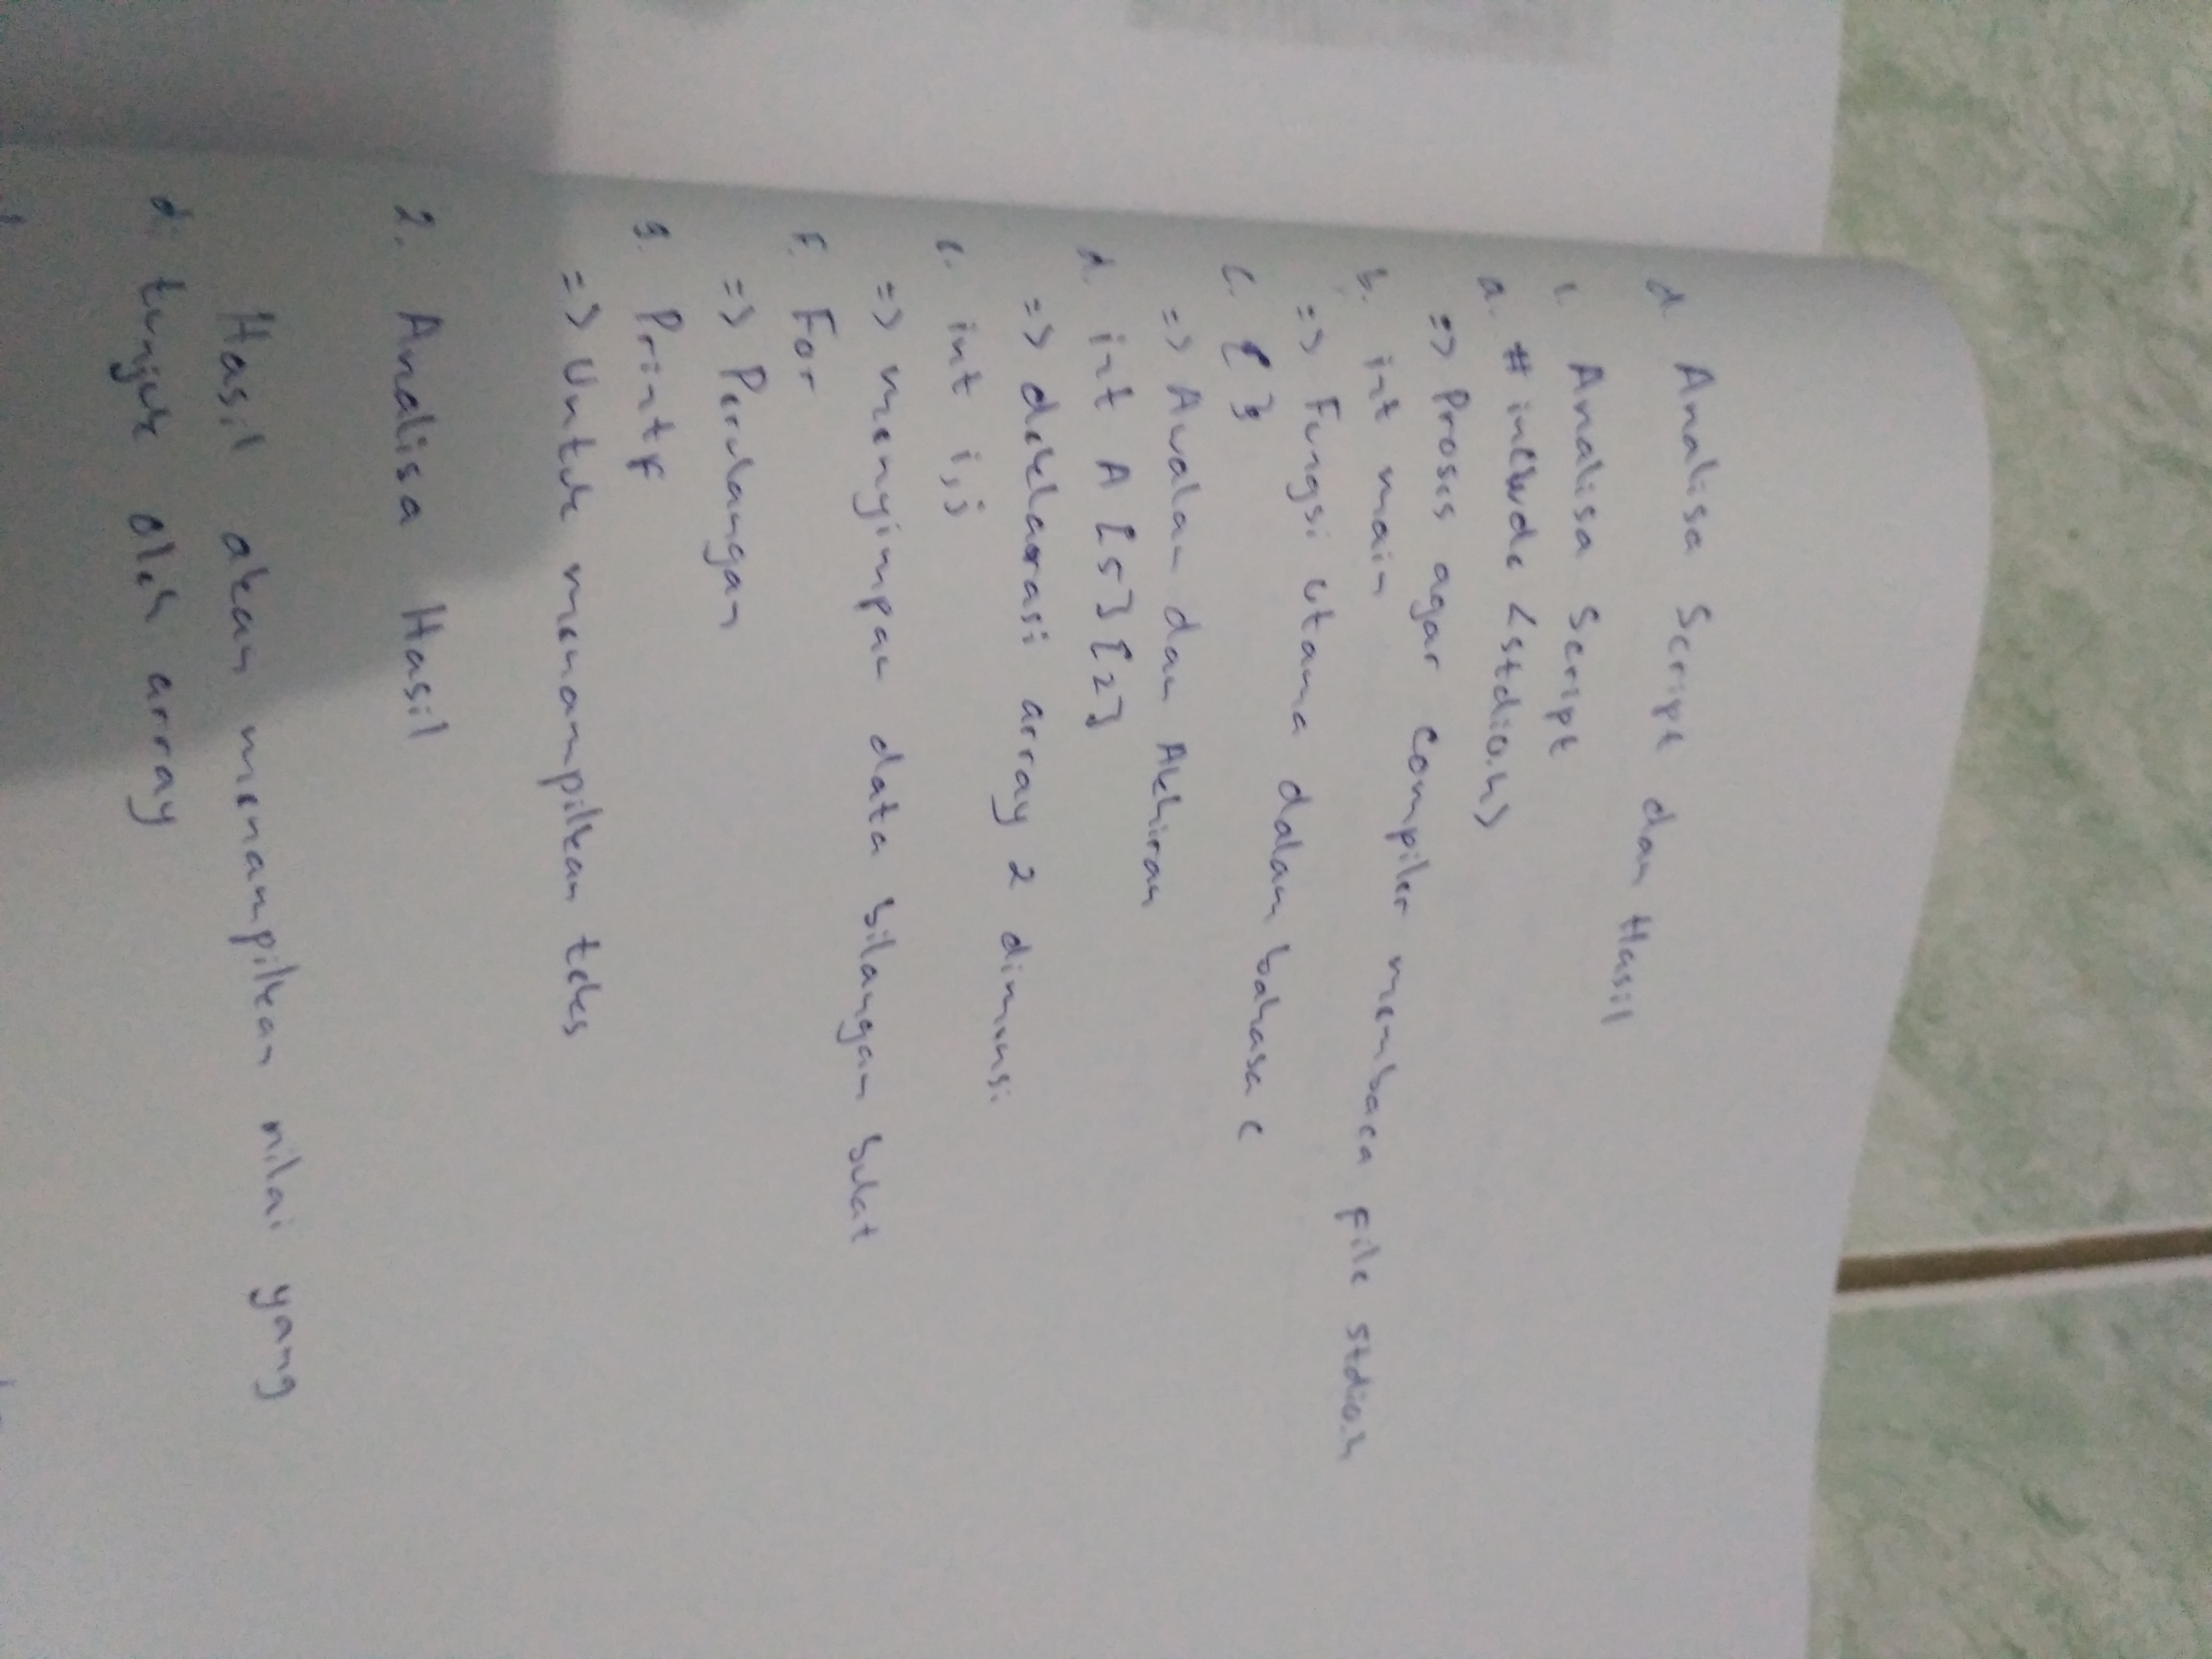 d. Analisa Script dan Hasil
1. Analisa Script
a. # include <stdio.h>
=> Proses agar compiler membaca file stdio.h
b. int main
=> Fungsi utama dalam bahasa c
c. { }
=> Awalan dan Akhiran
d. int A [5] [2]
=> deklarasi array 2 dimensi
e. int i, j
=> menyimpan data bilangan bulat
F. For
=> Perulangan
g. PrintF
=> Untuk menampilkan teks
2. Analisa Hasil
Hasil akan menampilkan nilai yang
di tunjuk oleh array